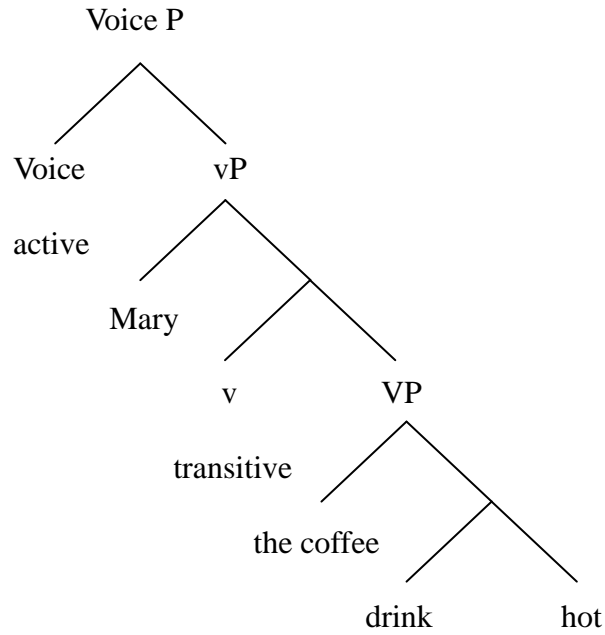 Voice P
Voice vP
active
Mary
v VP
transitive
the coffee
drink hot